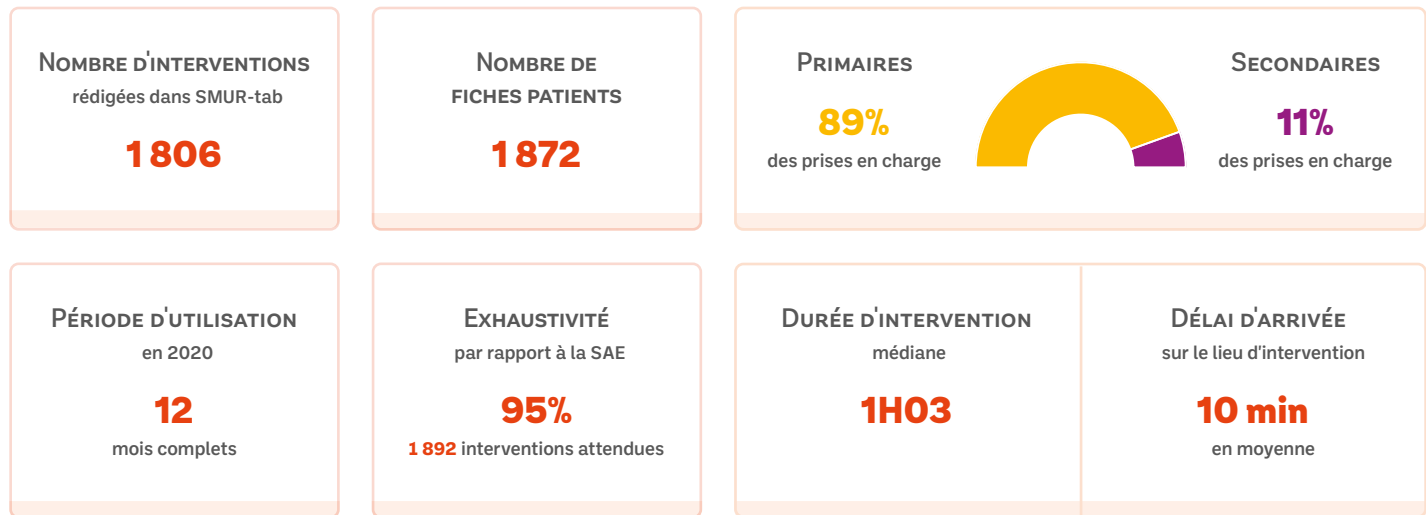 Nombre d'interventions
rédigées dans SMUR-tab
1 806
Nombre de
fiches patients
1 872
Primaires
89%
des prises en charge
Secondaires
11%
des prises en charge
Période d'utilisation
en 2020
12
mois complets
Exhaustivité
par rapport à la SAE
95%
1 892 interventions attendues
Durée d'intervention
médiane
1H03
Délai d'arrivée
sur le lieu d'intervention
10 min
en moyenne